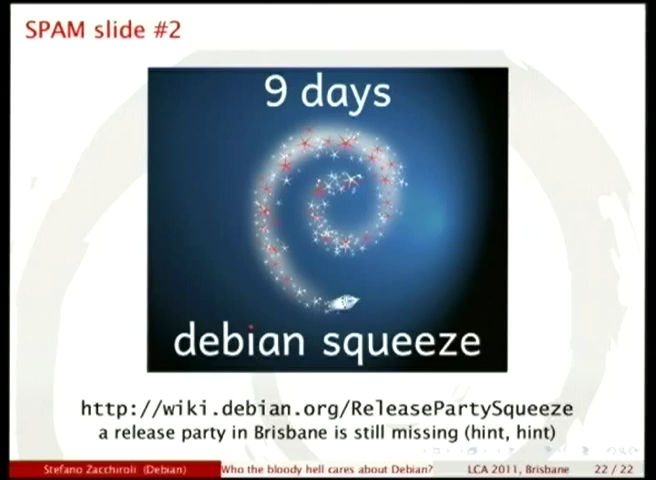 SPAM slide #2
9 days
debian squeeze
http://wiki.debian.org/ReleasePartySqueeze
a release party in Brisbane is still missing (hint, hint)
Stefano Zacchiroli (Debian) Who the bloody hell cares about Debian? LCA 2011, Brisbane 22 / 22